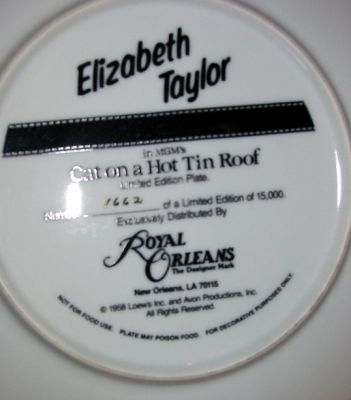 Elizabeth
Taylor
in MGM's
Cat on a Hot Tin Roof
Limited Edition Plate.
Number 1662 of a Limited Edition of 15,000.
Exclusively Distributed By
ROYAL
ORLEANS
The Designer Mark
New Orleans, LA 70115
© 1958 Loew's Inc. and Avon Productions, Inc.
All Rights Reserved.
NOT FOR FOOD USE. PLATE MAY POISON FOOD. FOR DECORATIVE PURPOSES ONLY.